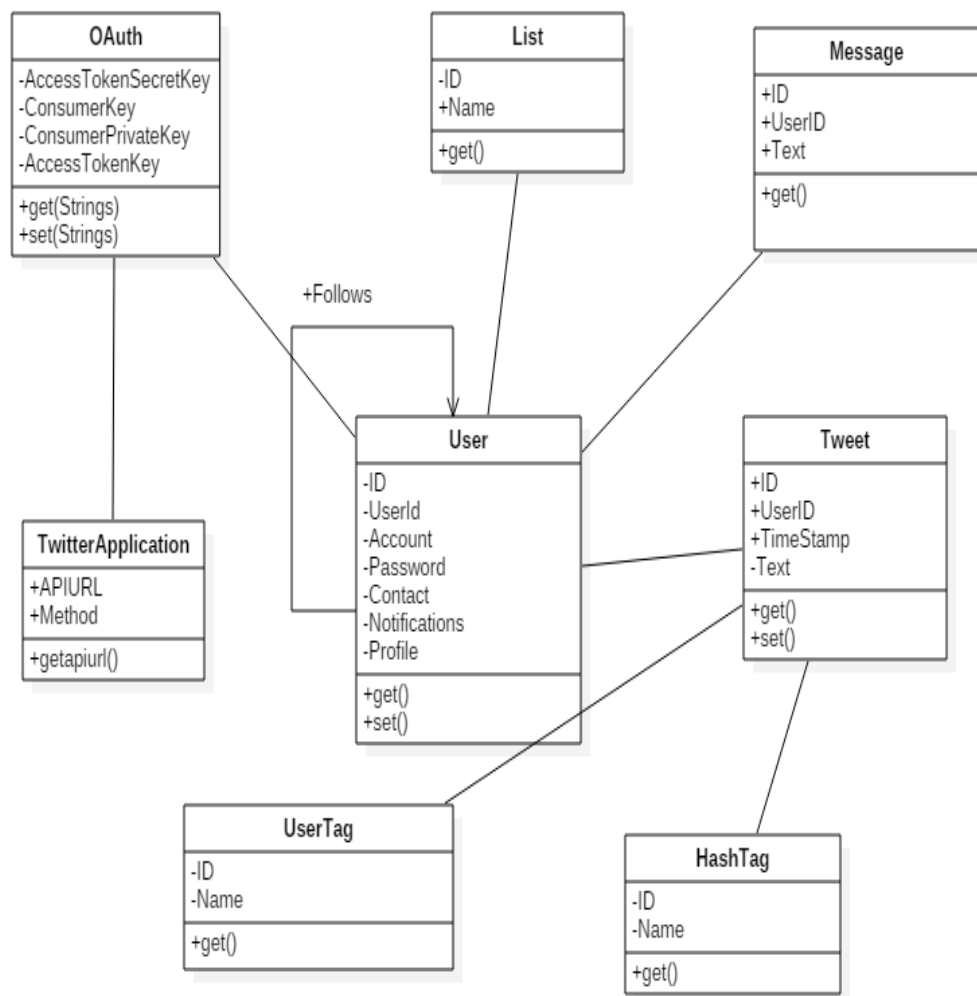 OAuth
-AccessTokenSecretKey
-ConsumerKey
-ConsumerPrivateKey
-AccessTokenKey
+get(Strings)
+set(Strings)
List
-ID
+Name
+get()
Message
+ID
+UserID
+Text
+get()
+Follows
User
-ID
-UserId
-Account
-Password
-Contact
-Notifications
-Profile
+get()
+set()
Tweet
+ID
+UserID
+TimeStamp
-Text
+get()
+set()
TwitterApplication
+APIURL
+Method
+getapiurl()
UserTag
-ID
-Name
+get()
HashTag
-ID
-Name
+get()